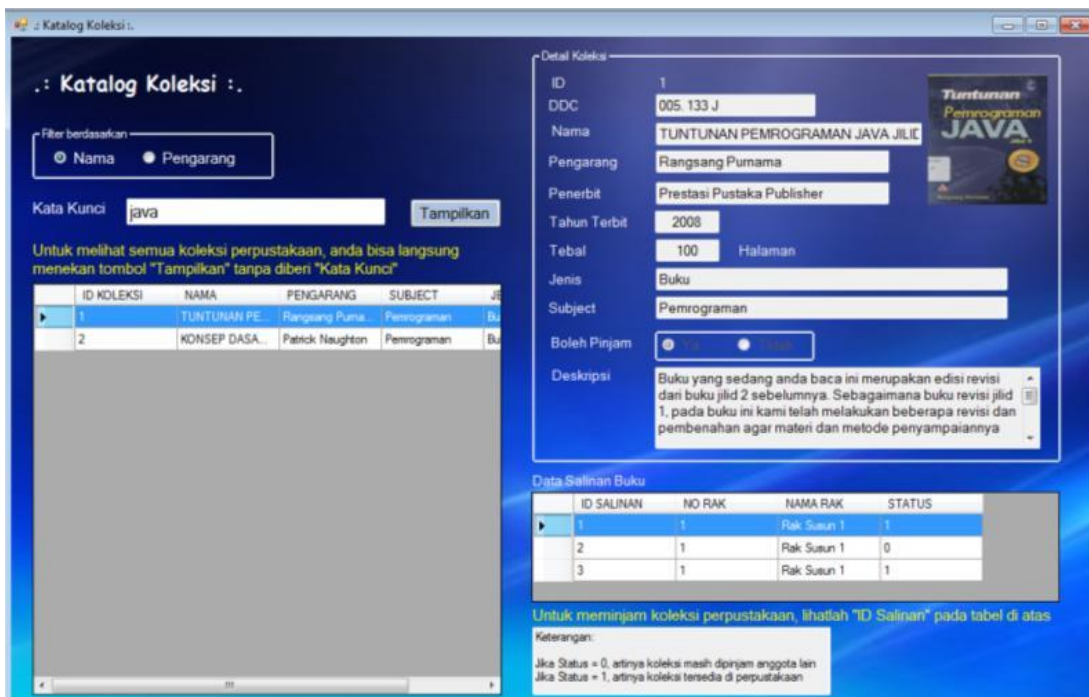 .: Katalog Koleksi :.
.: Katalog Koleksi :.
Filter berdasarkan
Nama
Pengarang
Kata Kunci
java
Tampilkan
Untuk melihat semua koleksi perpustakaan, anda bisa langsung
menekan tombol "Tampilkan" tanpa diberi "Kata Kunci"
ID KOLEKSI NAMA PENGARANG SUBJECT JE
1 TUNTUNAN PE... Rangsang Purna... Pemrograman Bu
2 KONSEP DASA... Patrick Naughton Pemrograman Bu
Detail Koleksi
ID 1
DDC 005. 133 J
Nama TUNTUNAN PEMROGRAMAN JAVA JILID
Pengarang Rangsang Purnama
Penerbit Prestasi Pustaka Publisher
Tahun Terbit 2008
Tebal 100 Halaman
Jenis Buku
Subject Pemrograman
Boleh Pinjam Ya Tidak
Deskripsi Buku yang sedang anda baca ini merupakan edisi revisi
dari buku jilid 2 sebelumnya. Sebagaimana buku revisi jilid
1, pada buku ini kami telah melakukan beberapa revisi dan
pembenahan agar materi dan metode penyampaiannya
Tuntunan
Pemrograman
JAVA
Data Salinan Buku
ID SALINAN NO RAK NAMA RAK STATUS
1 1 Rak Susun 1 1
2 1 Rak Susun 1 0
3 1 Rak Susun 1 1
Untuk meminjam koleksi perpustakaan, lihatlah "ID Salinan" pada tabel di atas
Keterangan:
Jika Status = 0, artinya koleksi masih dipinjam anggota lain
Jika Status = 1, artinya koleksi tersedia di perpustakaan